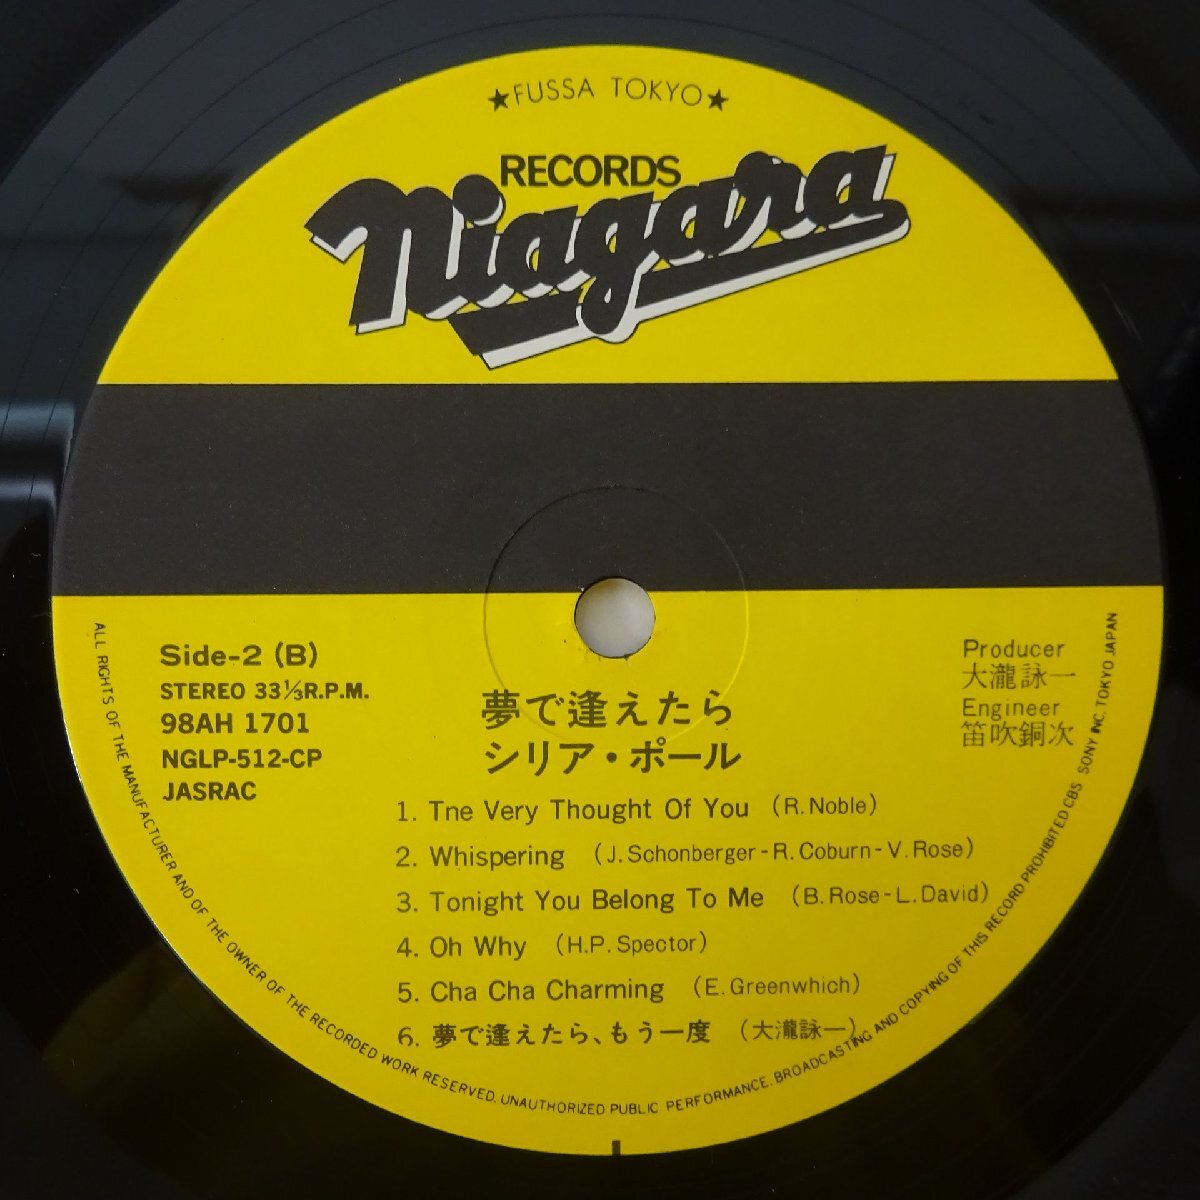 ★FUSSA TOKYO★
RECORDS
Niagara
Side-2 (B)
STEREO 33⅓R.P.M.
98AH 1701
NGLP-512-CP
JASRAC
夢で逢えたら
シリア・ポール
Producer
大瀧詠一
Engineer
笛吹銅次
1. Tne Very Thought Of You (R.Noble)
2. Whispering (J.Schonberger-R.Coburn-V.Rose)
3. Tonight You Belong To Me (B.Rose-L.David)
4. Oh Why (H.P.Spector)
5. Cha Cha Charming (E.Greenwhich)
6. 夢で逢えたら、もう一度 (大瀧詠一)
ALL RIGHTS OF THE MANUFACTURER AND OF THE OWNER OF THE RECORDED WORK RESERVED. UNAUTHORIZED PUBLIC PERFORMANCE. BROADCASTING AND COPYING OF THIS RECORD PROHIBITED CBS SONY INC. TOKYO JAPAN